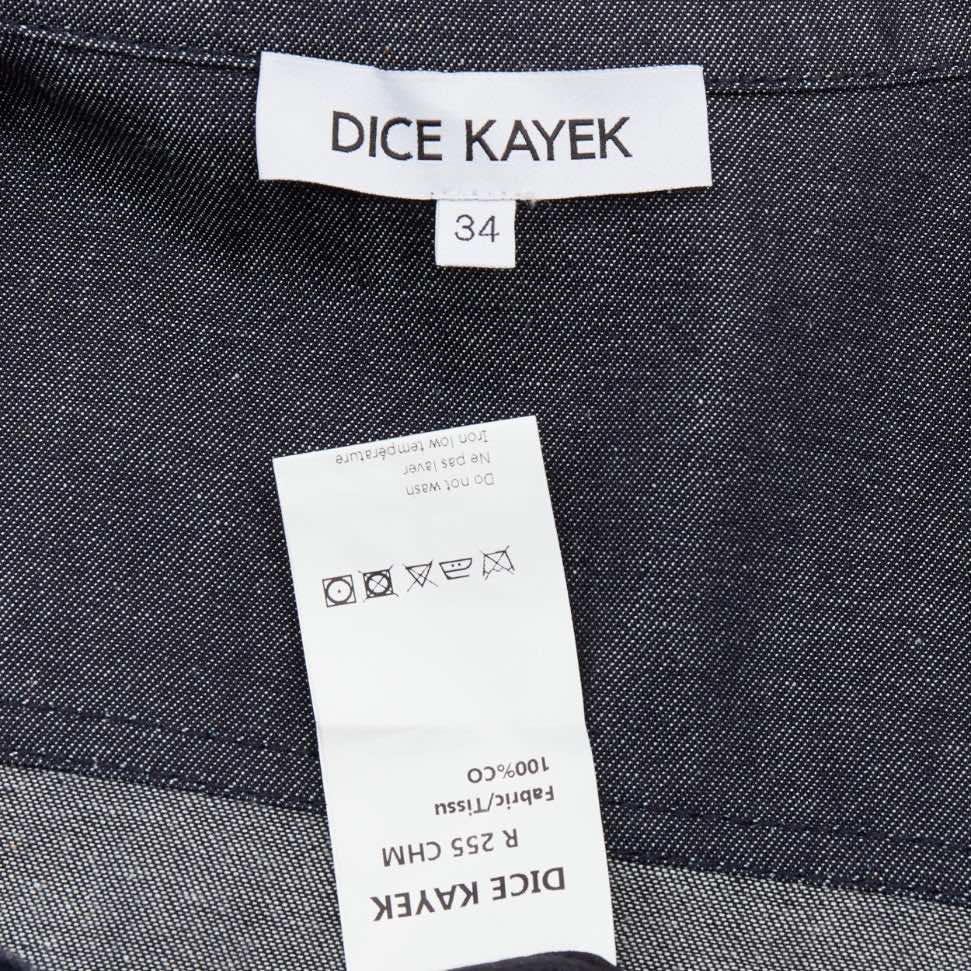 DICE KAYEK
34
DICE KAYEK
R 255 CHM
Fabric/Tissu
100%CO
Do not wash
Ne pas laver
Iron low température